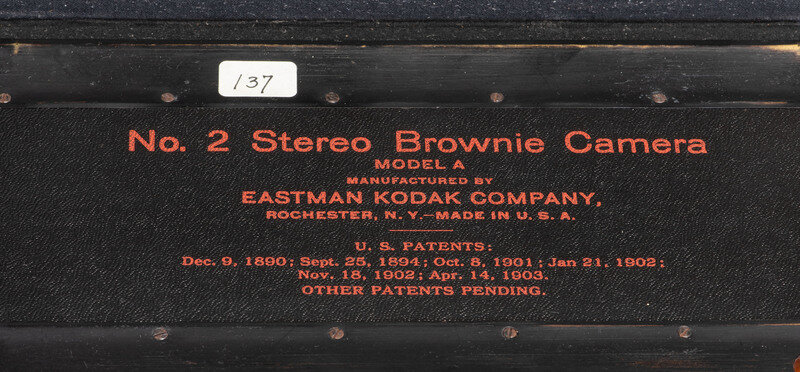 137
No. 2 Stereo Brownie Camera
MODEL A
MANUFACTURED BY
EASTMAN KODAK COMPANY,
ROCHESTER, N. Y.—MADE IN U. S. A.
U. S. PATENTS:
Dec. 9, 1890; Sept. 25, 1894; Oct. 8, 1901; Jan 21, 1902;
Nov. 18, 1902; Apr. 14, 1903.
OTHER PATENTS PENDING.